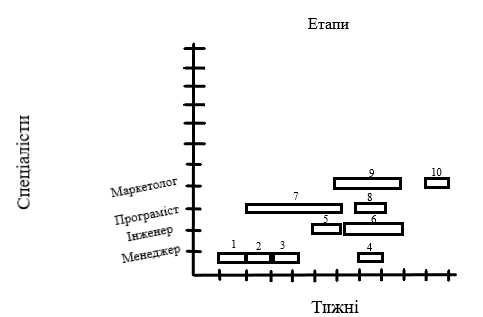 Етапи
Спеціалісти
9
10
Маркетолог
7
8
Програміст
5
6
Інженер
1
2
3
4
Менеджер
Тижні